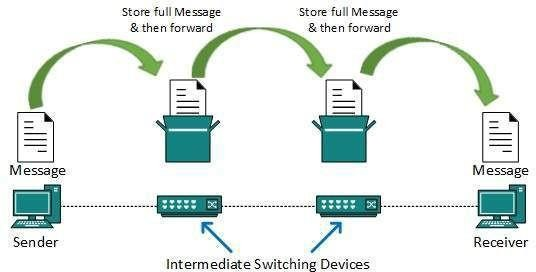 Store full Message
& then forward
Store full Message
& then forward
Message
Message
Sender
Receiver
Intermediate Switching Devices